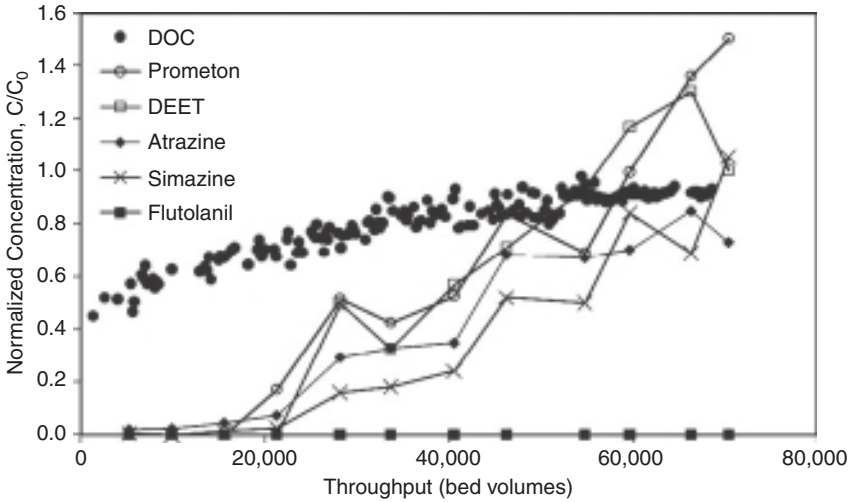 Normalized Concentration, C/C₀
1.6
1.4
1.2
1.0
0.8
0.6
0.4
0.2
0.0
DOC
Prometon
DEET
Atrazine
Simazine
Flutolanil
0 20,000 40,000 60,000 80,000
Throughput (bed volumes)